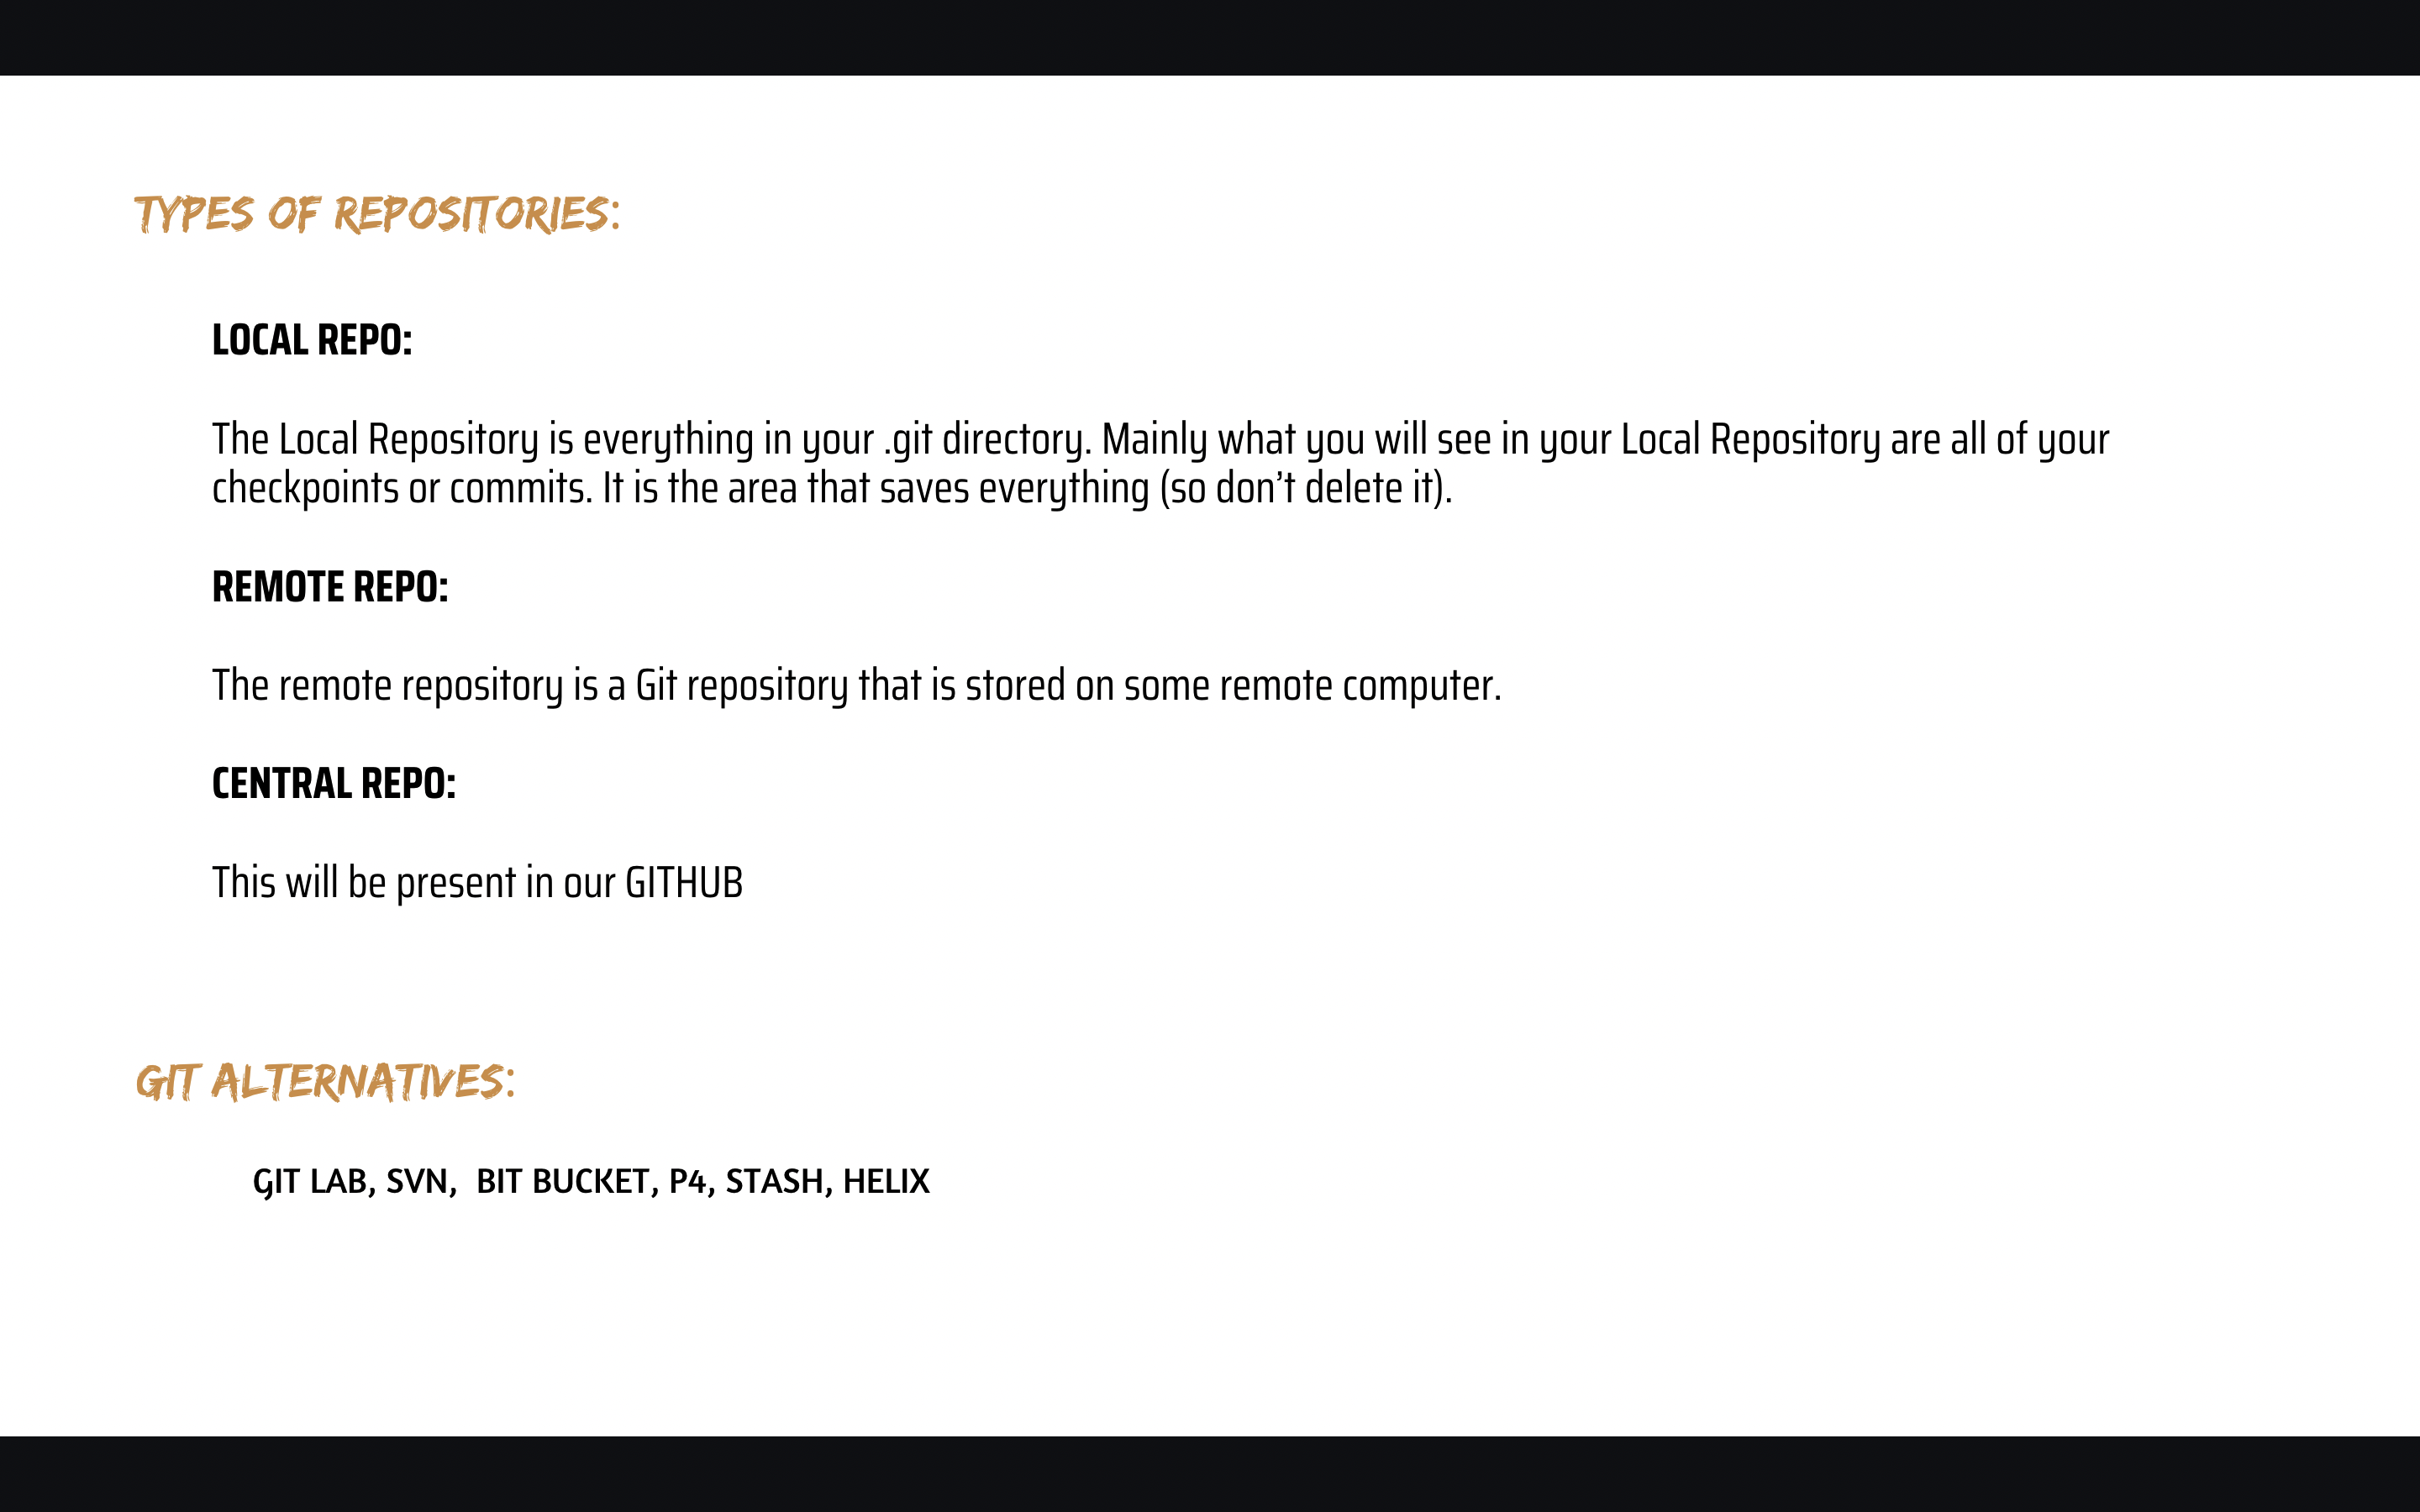 TYPES OF REPOSITORIES:
LOCAL REPO:
The Local Repository is everything in your .git directory. Mainly what you will see in your Local Repository are all of your
checkpoints or commits. It is the area that saves everything (so don’t delete it).
REMOTE REPO:
The remote repository is a Git repository that is stored on some remote computer.
CENTRAL REPO:
This will be present in our GITHUB
GIT ALTERNATIVES:
GIT LAB, SVN,  BIT BUCKET, P4, STASH, HELIX